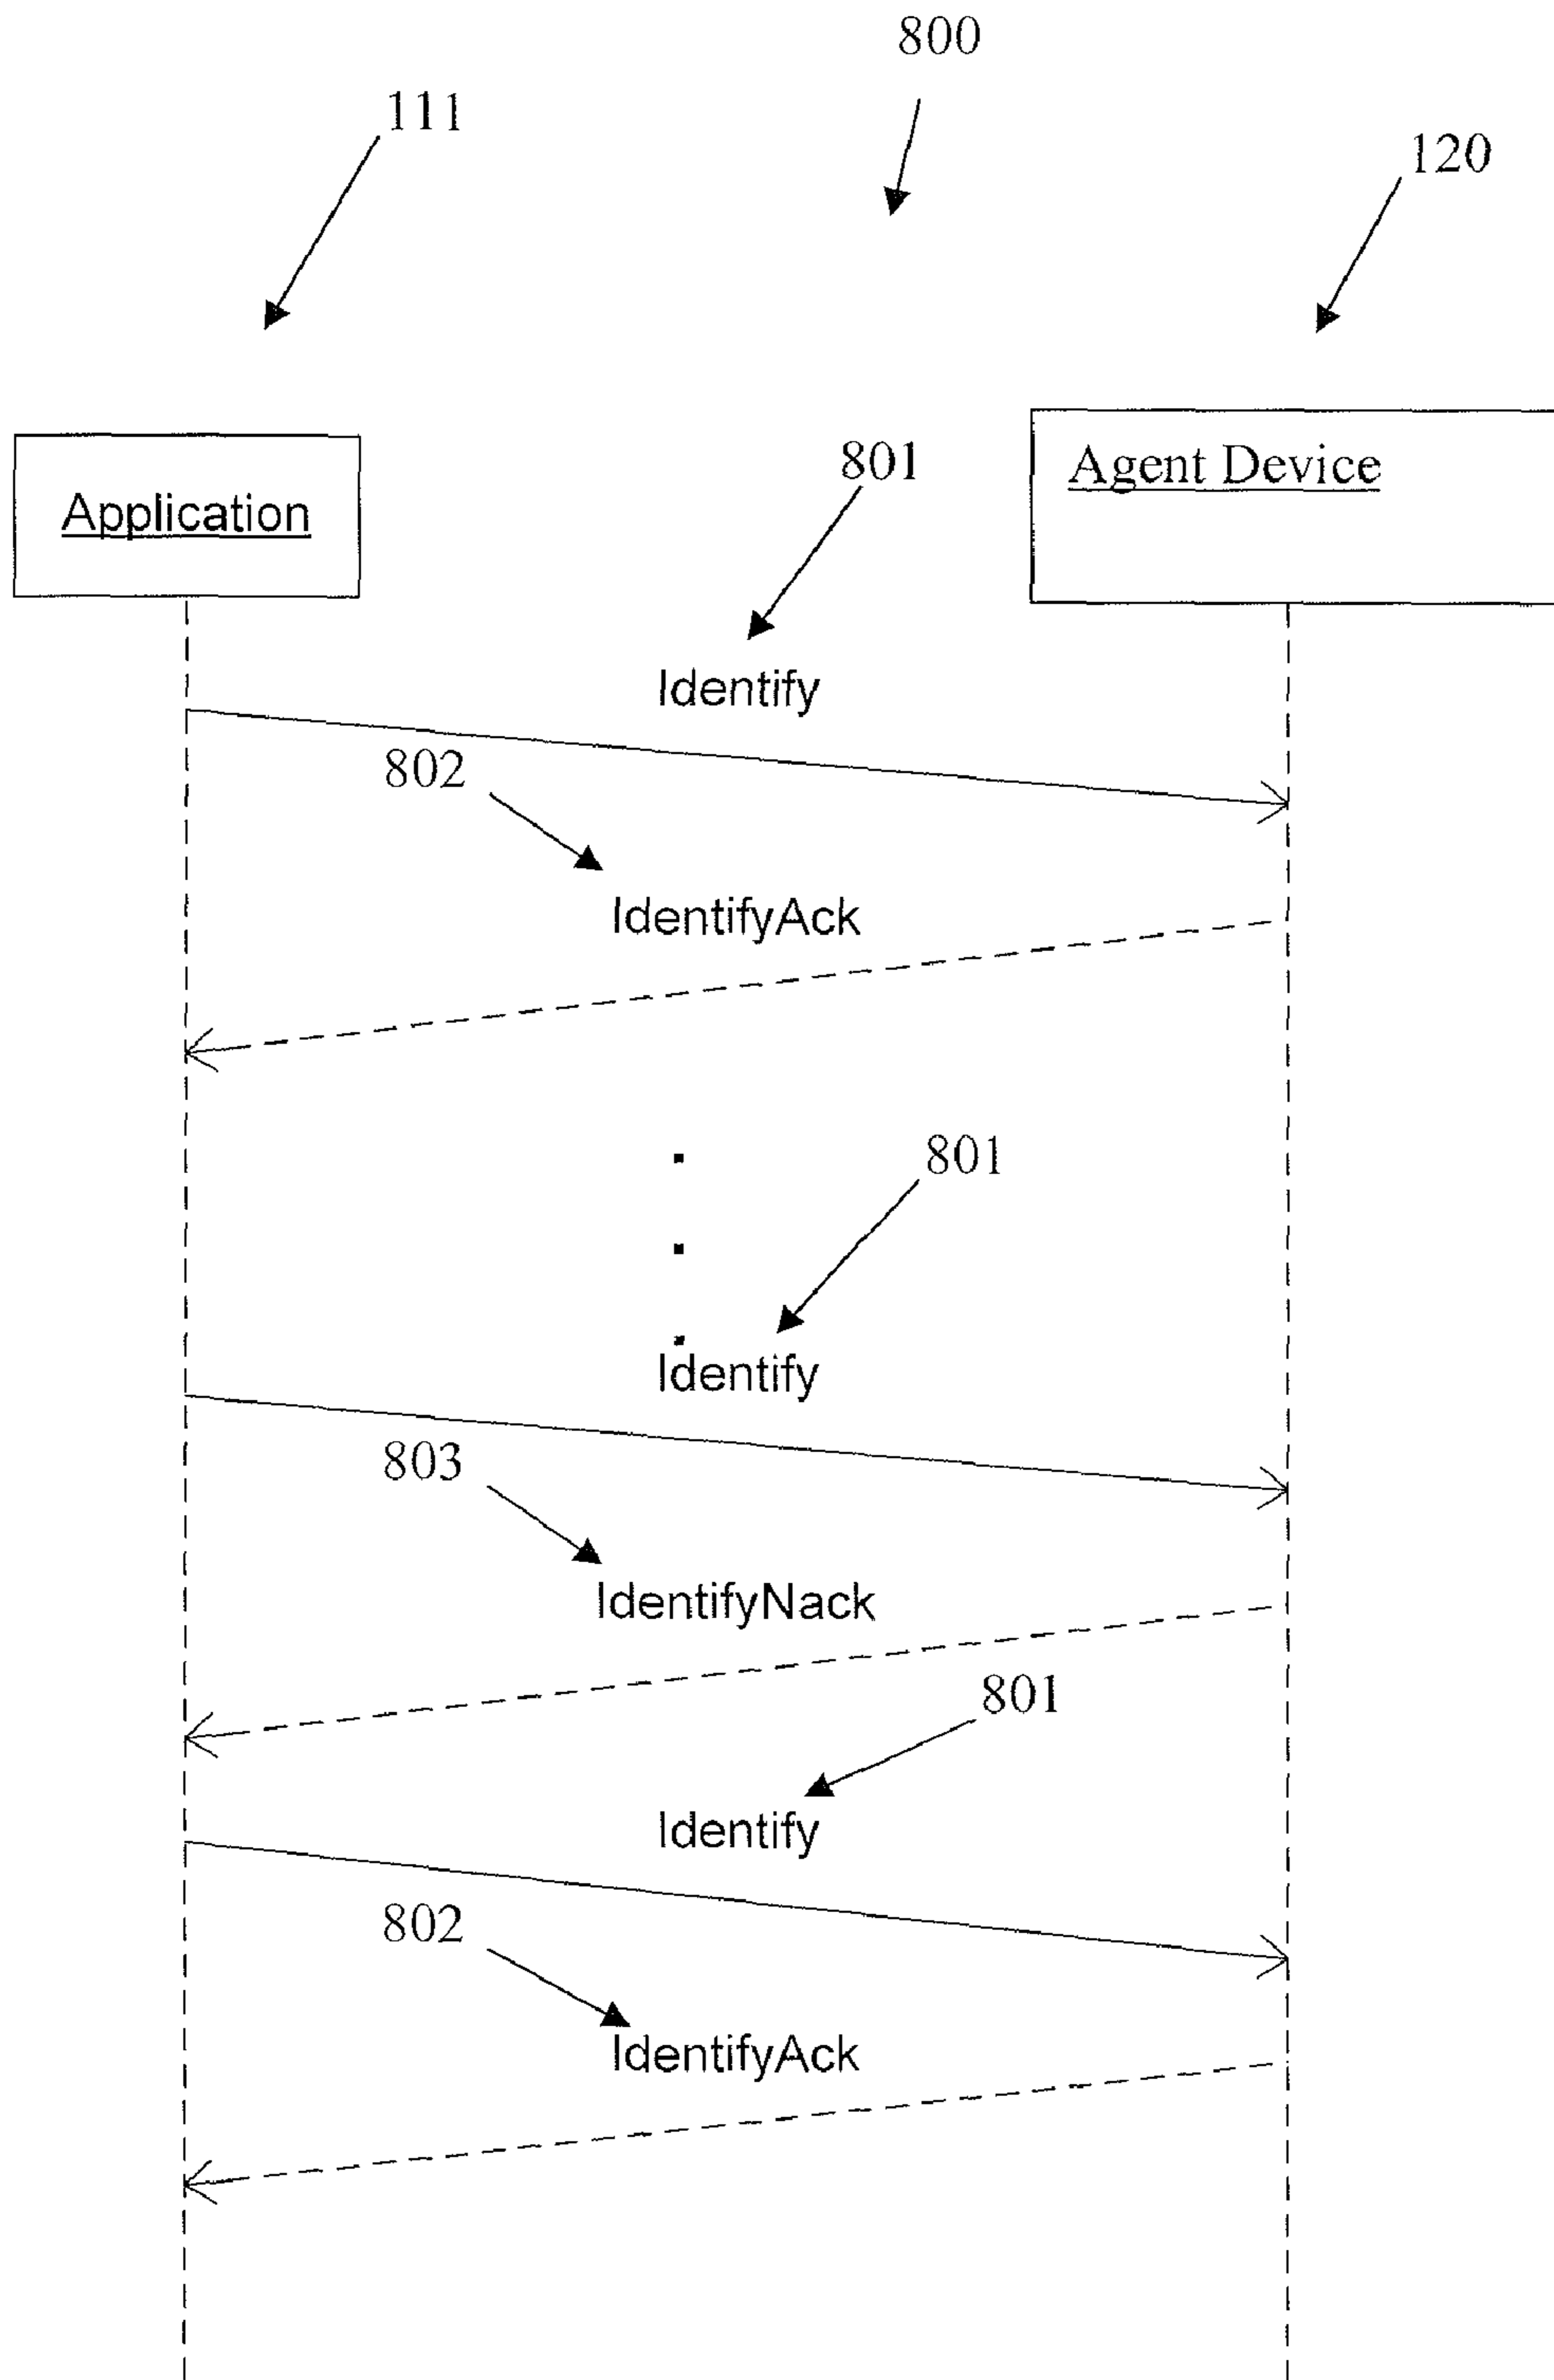 800
111
120
801
Agent Device
Application
Identify
802
IdentifyAck
801
Identify
803
IdentifyNack
801
Identify
802
IdentifyAck